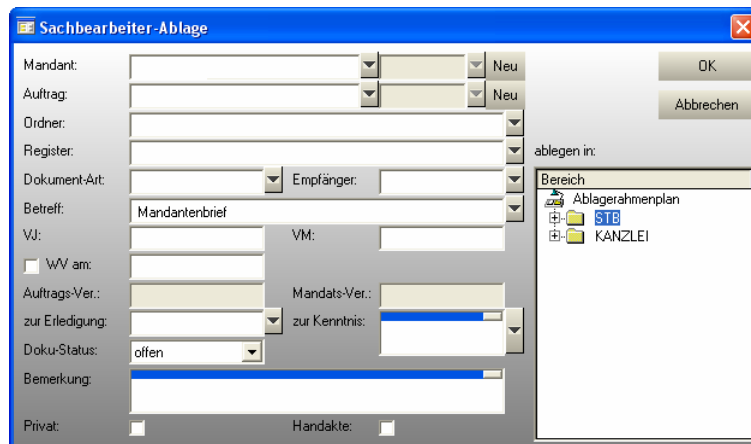 Sachbearbeiter-Ablage
Mandant: Neu OK
Auftrag: Neu Abbrechen
Ordner:
Register: ablegen in:
Dokument-Art: Empfänger: Bereich
Ablagerahmenplan
Betreff: Mandantenbrief STB
VJ: VM: KANZLEI
WV am:
Auftrags-Ver.: Mandats-Ver.:
zur Erledigung: zur Kenntnis:
Doku-Status: offen
Bemerkung:
Privat: Handakte: